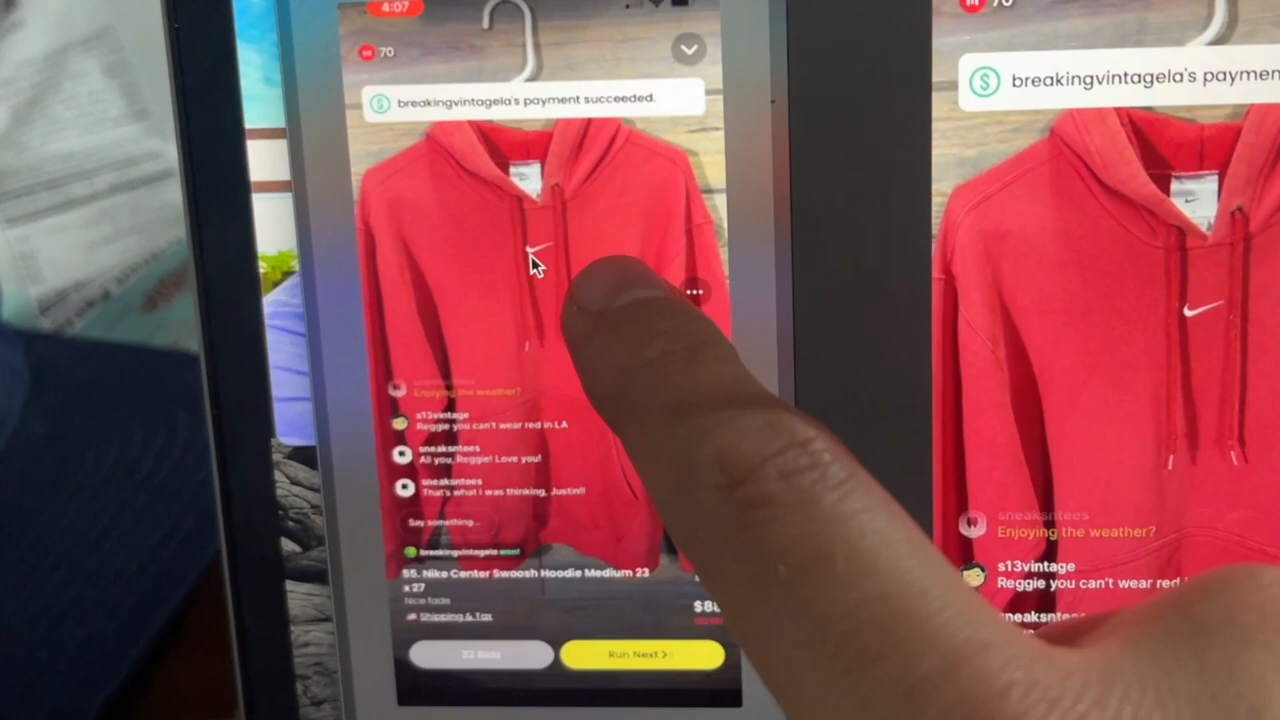 4:07
70
breakingvintagela's payment succeeded.
Enjoying the weather?
s13vintage
Reggie you can't wear red in LA
sneaksntees
All you, Reggie! Love you!
sneaksntees
That's what I was thinking, Justin!!
Say something...
breakingvintagela won!
55. Nike Center Swoosh Hoodie Medium 23
x 27
Nice fade
Shipping & Tax
Run Next
70
breakingvintagela's paymen
sneaksntees
Enjoying the weather?
s13vintage
Reggie you can't wear red